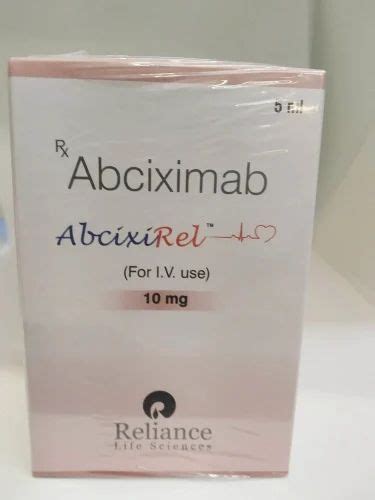 5 ml
Rx Abciximab
AbcixiRel™
(For I.V. use)
10 mg
Reliance
Life Sciences